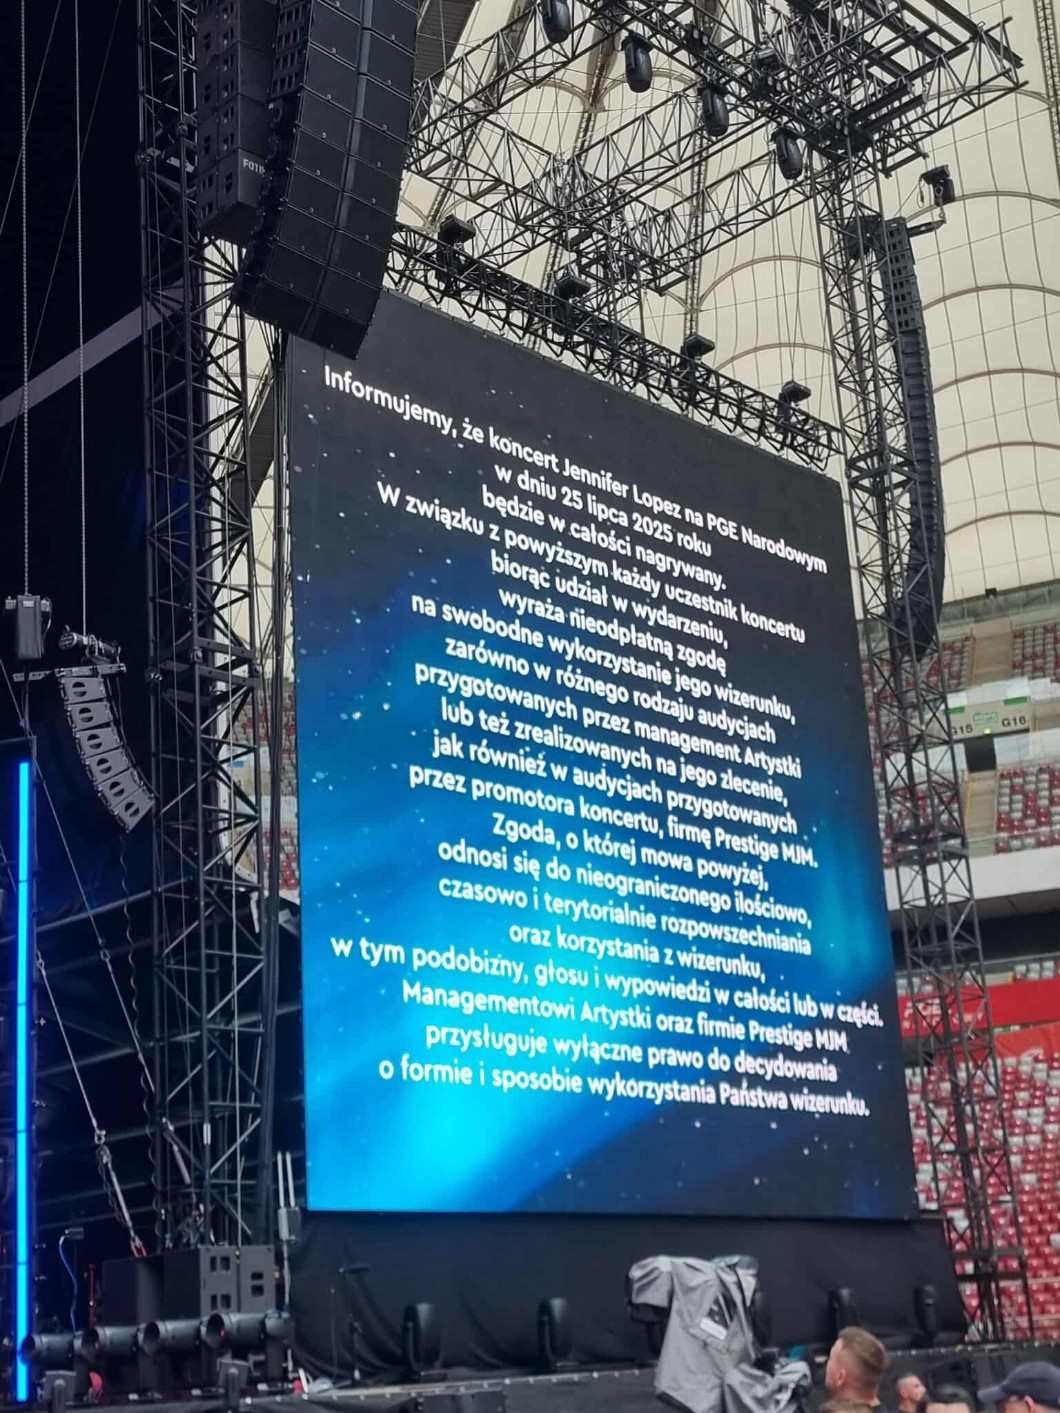 FOTO
Informujemy, że koncert Jennifer Lopez na PGE Narodowym
w dniu 25 lipca 2025 roku
będzie w całości nagrywany.
W związku z powyższym każdy uczestnik koncertu
biorąc udział w wydarzeniu,
wyraża nieodpłatną zgodę
na swobodne wykorzystanie jego wizerunku,
zarówno w różnego rodzaju audycjach
przygotowanych przez management Artystki
lub też zrealizowanych na jego zlecenie,
jak również w audycjach przygotowanych
przez promotora koncertu, firmę Prestige MJM.
Zgoda, o której mowa powyżej,
odnosi się do nieograniczonego ilościowo,
czasowo i terytorialnie rozpowszechniania
oraz korzystania z wizerunku,
w tym podobizny, głosu i wypowiedzi w całości lub w części.
Managementowi Artystki oraz firmie Prestige MJM
przysługuje wyłączne prawo do decydowania
o formie i sposobie wykorzystania Państwa wizerunku.
G15 G16